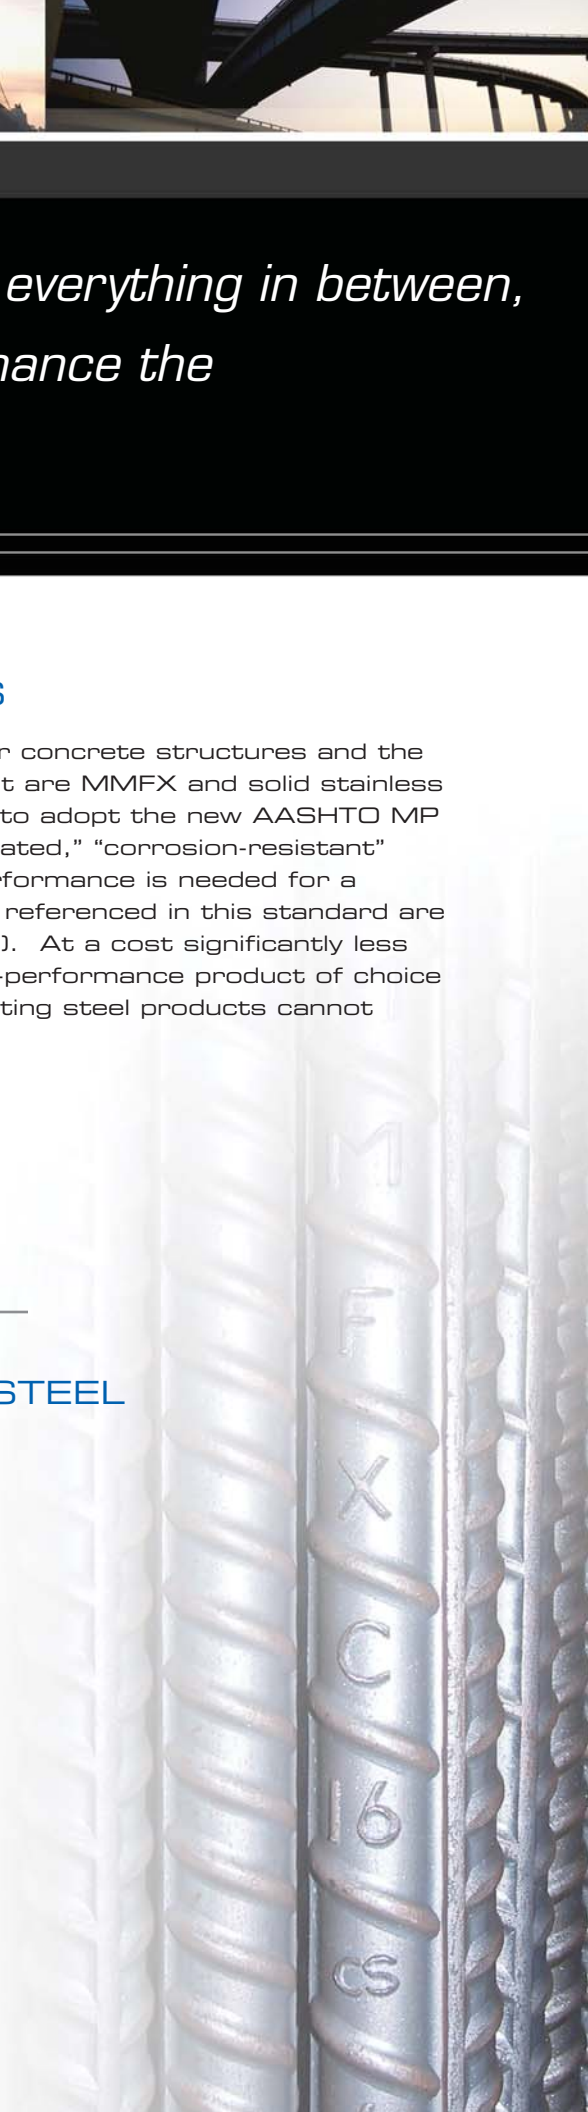 everything in between,
the
s
concrete structures and the
are MMFX and solid stainless
to adopt the new AASHTO MP
ated,” “corrosion-resistant”
formance is needed for a
referenced in this standard are
). At a cost significantly less
-performance product of choice
ting steel products cannot
M
F
STEEL
X
C
16
CS